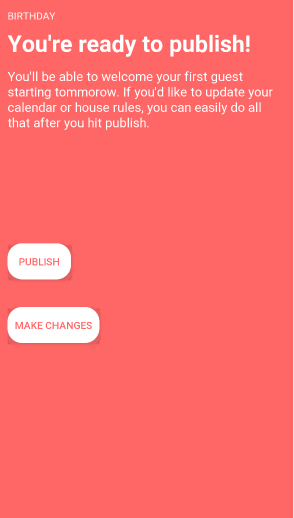 BIRTHDAY
You're ready to publish!
You'll be able to welcome your first guest
starting tommorow. If you'd like to update your
calendar or house rules, you can easily do all
that after you hit publish.
PUBLISH
MAKE CHANGES